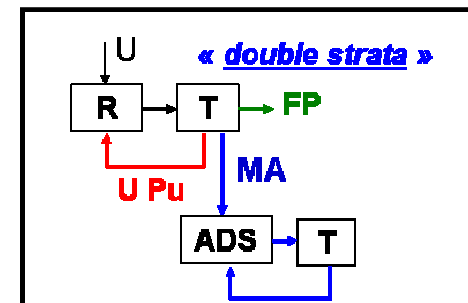 U
« double strata »
R
T
FP
U Pu
MA
ADS
T